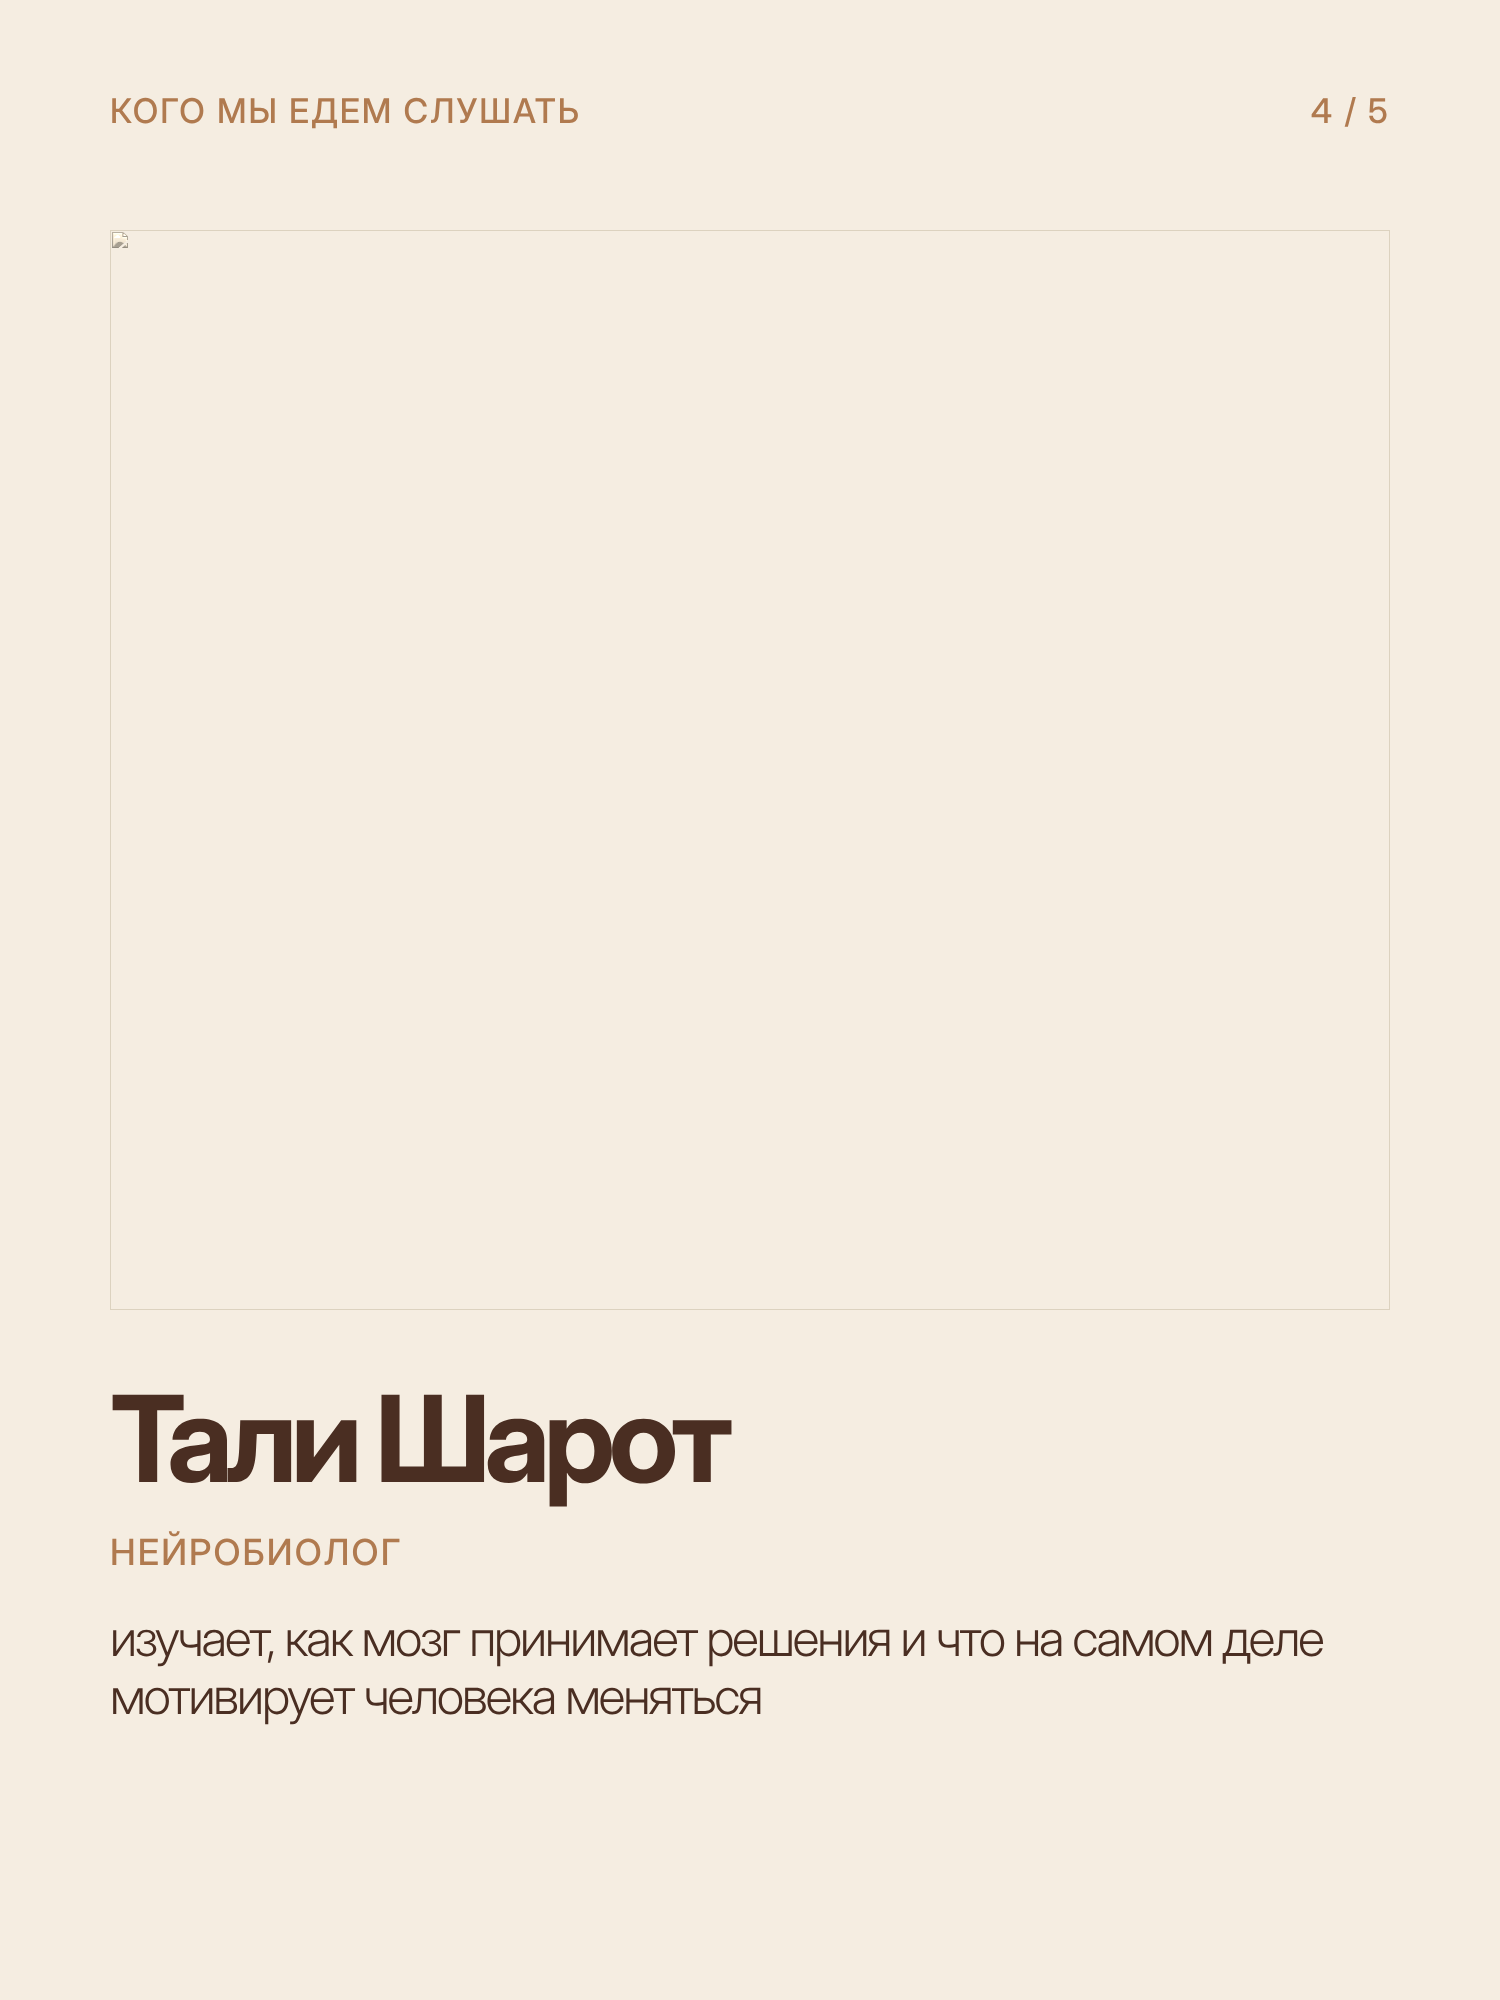 КОГО МЫ ЕДЕМ СЛУШАТЬ
4 / 5
Тали Шарот
НЕЙРОБИОЛОГ
изучает, как мозг принимает решения и что на самом деле
мотивирует человека меняться